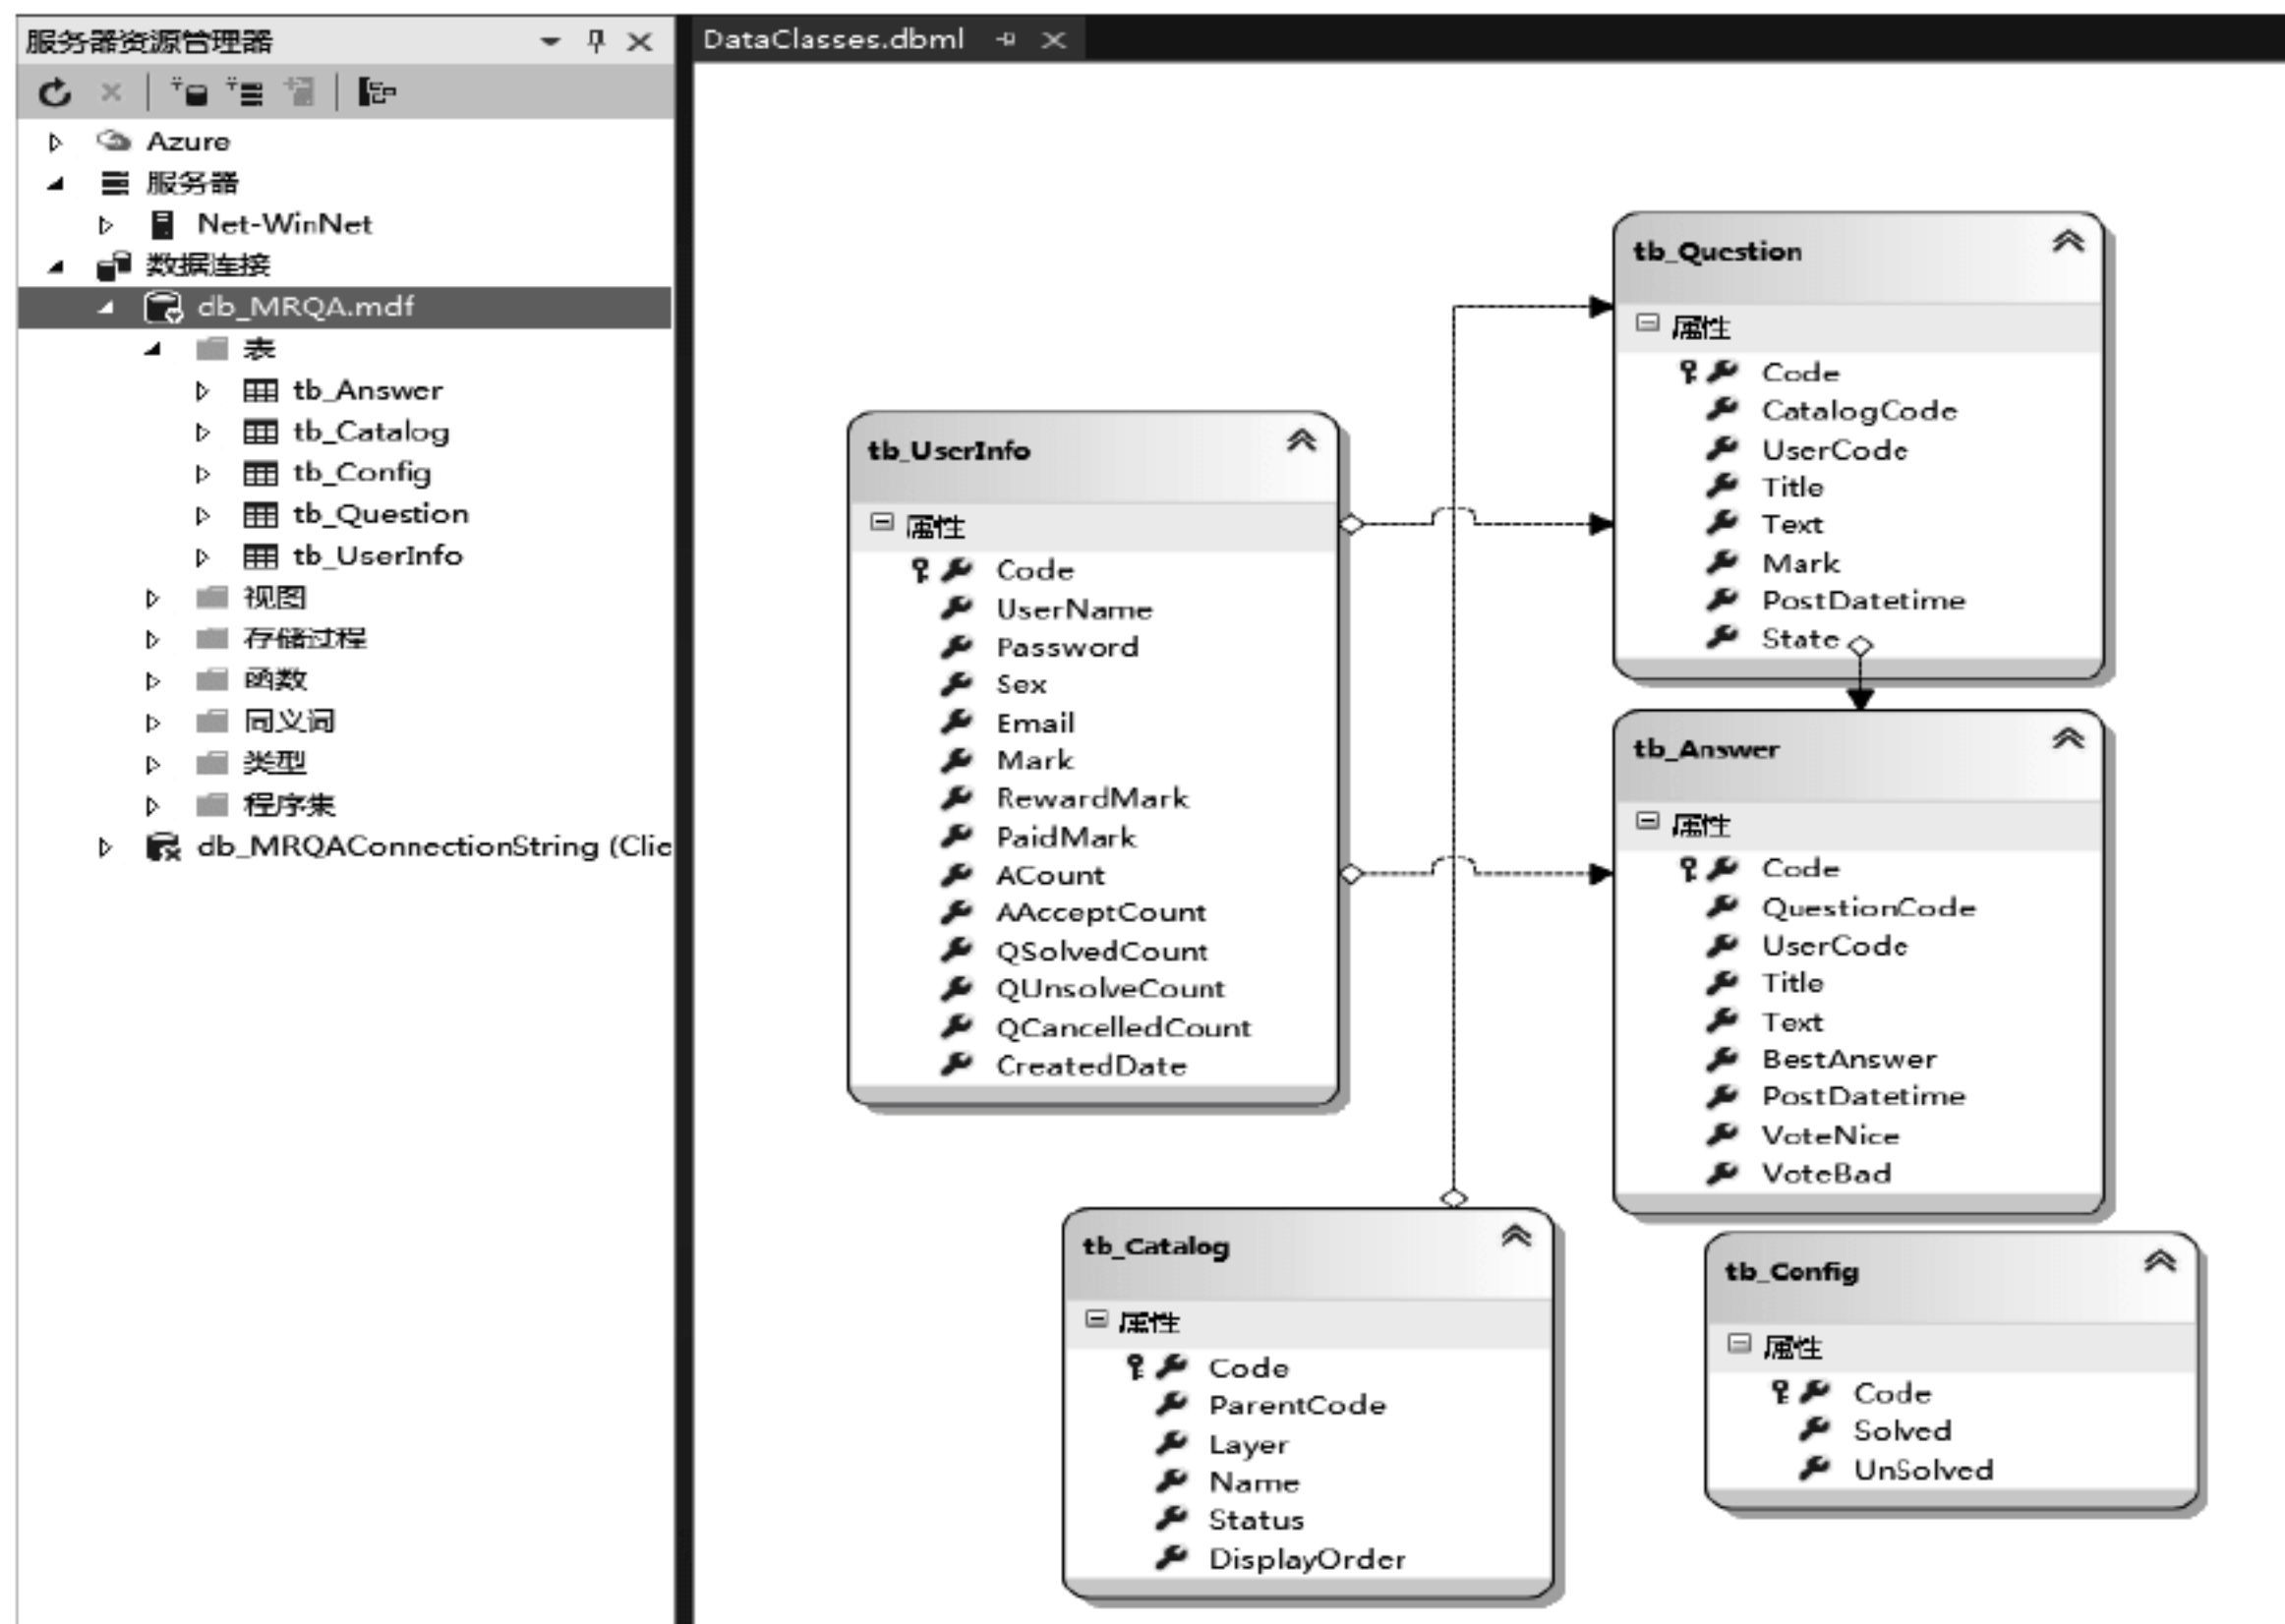 服务器资源管理器
Azure
服务器
Net-WinNet
数据连接
db_MRQA.mdf
表
tb_Answer
tb_Catalog
tb_Config
tb_Question
tb_UserInfo
视图
存储过程
函数
同义词
类型
程序集
db_MRQAConnectionString (Clie
DataClasses.dbml
tb_UserInfo
属性
Code
UserName
Password
Sex
Email
Mark
RewardMark
PaidMark
ACount
AAcceptCount
QSolvedCount
QUnsolveCount
QCancelledCount
CreatedDate
tb_Question
属性
Code
CatalogCode
UserCode
Title
Text
Mark
PostDatetime
State
tb_Answer
属性
Code
QuestionCode
UserCode
Title
Text
BestAnswer
PostDatetime
VoteNice
VoteBad
tb_Catalog
属性
Code
ParentCode
Layer
Name
Status
DisplayOrder
tb_Config
属性
Code
Solved
UnSolved